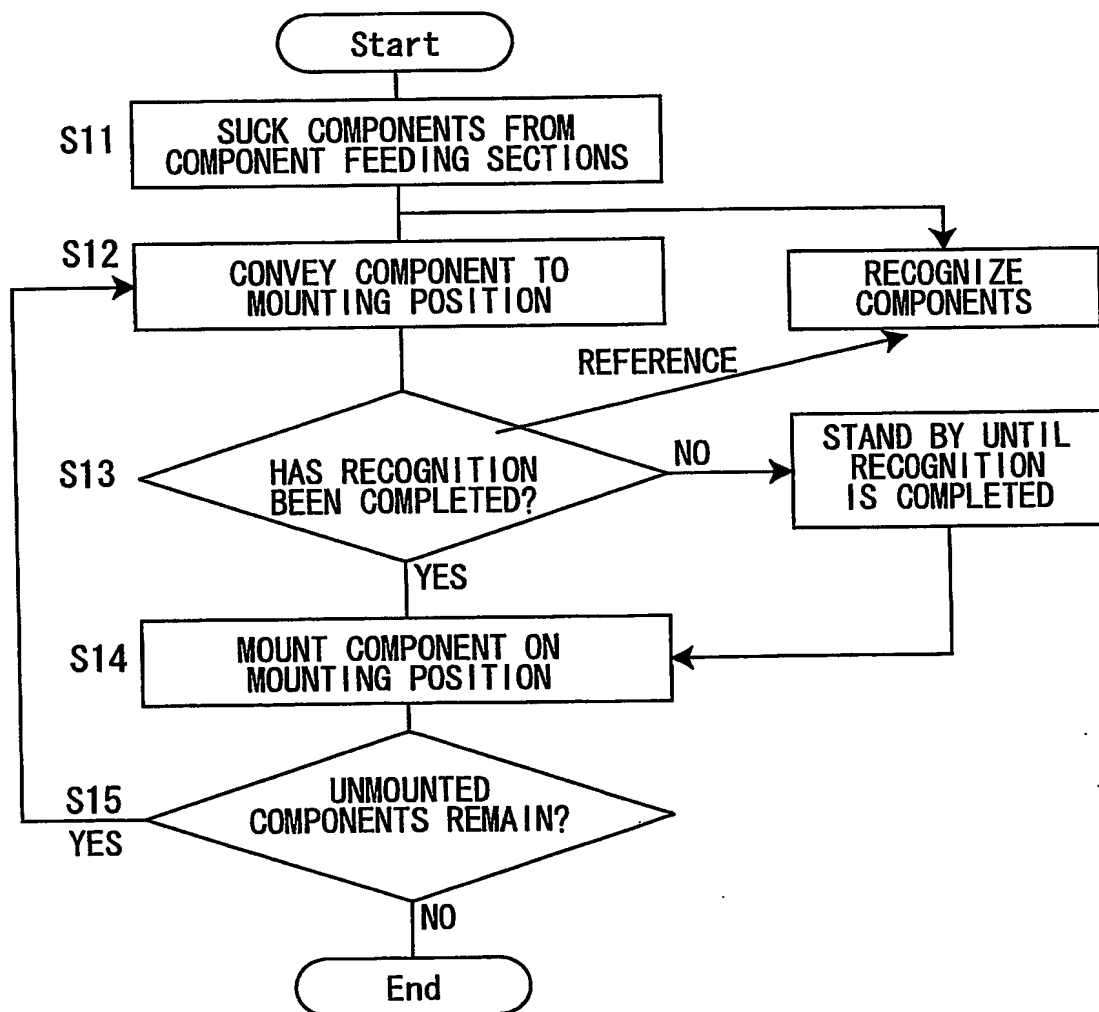 Start
S11
SUCK COMPONENTS FROM
COMPONENT FEEDING SECTIONS
S12
CONVEY COMPONENT TO
MOUNTING POSITION
RECOGNIZE
COMPONENTS
REFERENCE
S13
HAS RECOGNITION
BEEN COMPLETED?
NO
STAND BY UNTIL
RECOGNITION
IS COMPLETED
YES
S14
MOUNT COMPONENT ON
MOUNTING POSITION
S15
YES
UNMOUNTED
COMPONENTS REMAIN?
NO
End